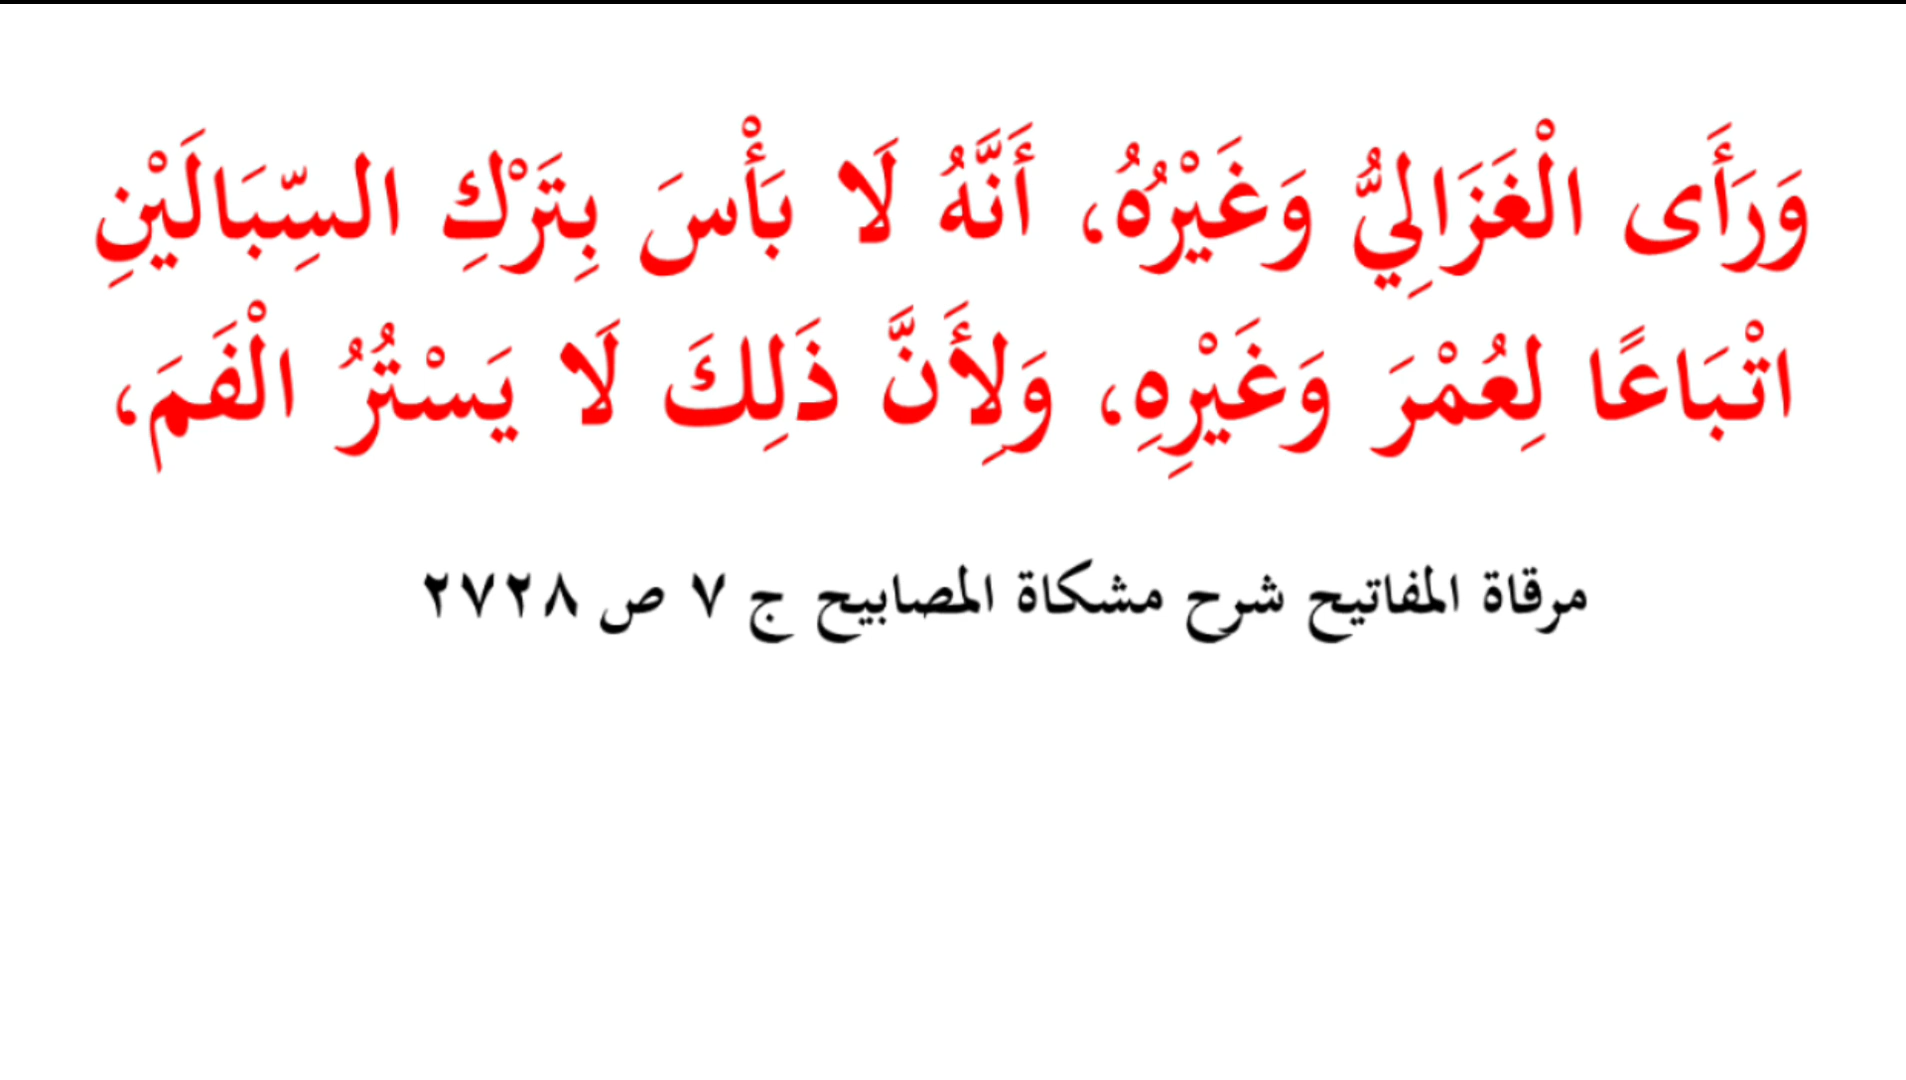 وَرَأَى الْغَزَالِيُّ وَغَيْرُهُ، أَنَّهُ لَا بَأْسَ بِتَرْكِ السِّبَالَيْنِ
اتْبَاعًا لِعُمْرَ وَغَيْرِهِ، وَلِأَنَّ ذَلِكَ لَا يَسْتُرُ الْفَمَ،
مرقاة المفاتيح شرح مشكاة المصابيح ج ٧ ص ٢٧٢٨